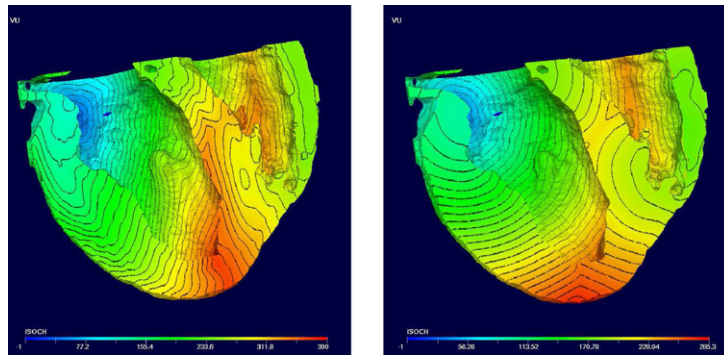 VU
ISOCH
-1 77.2 155.4 233.6 311.8 390
VU
ISOCH
-1 56.26 113.52 170.78 228.04 285.3